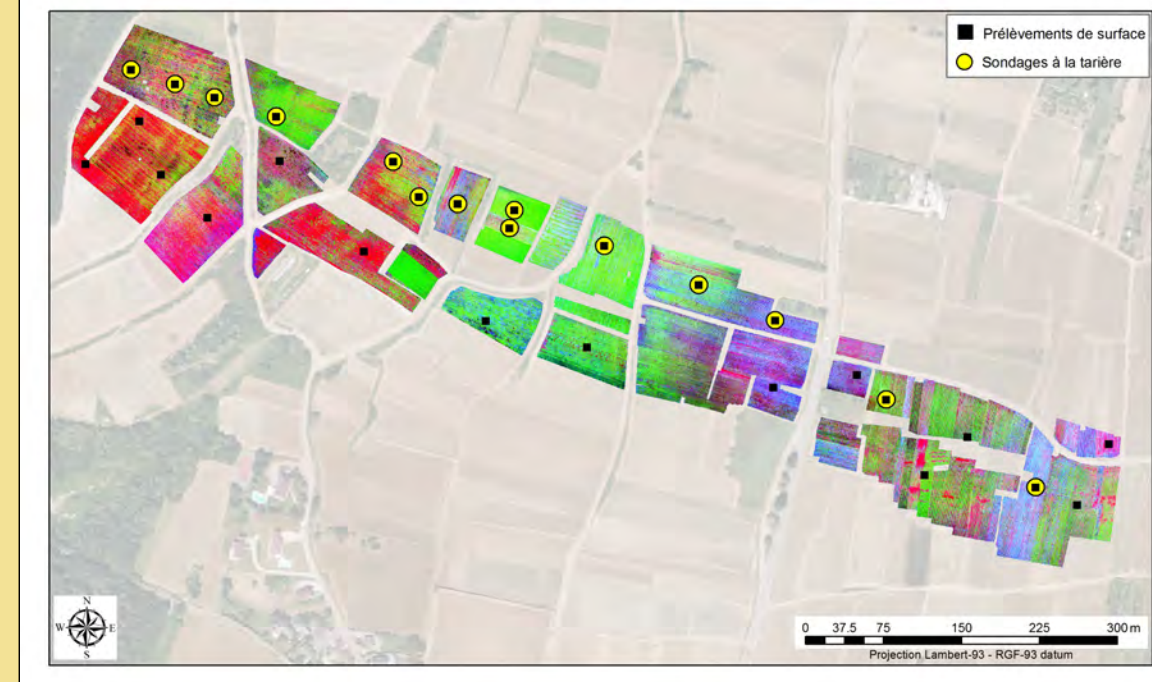 Prélèvements de surface
Sondages à la tarière
N
W E
S
0 37.5 75 150 225 300 m
Projection Lambert-93 - RGF-93 datum